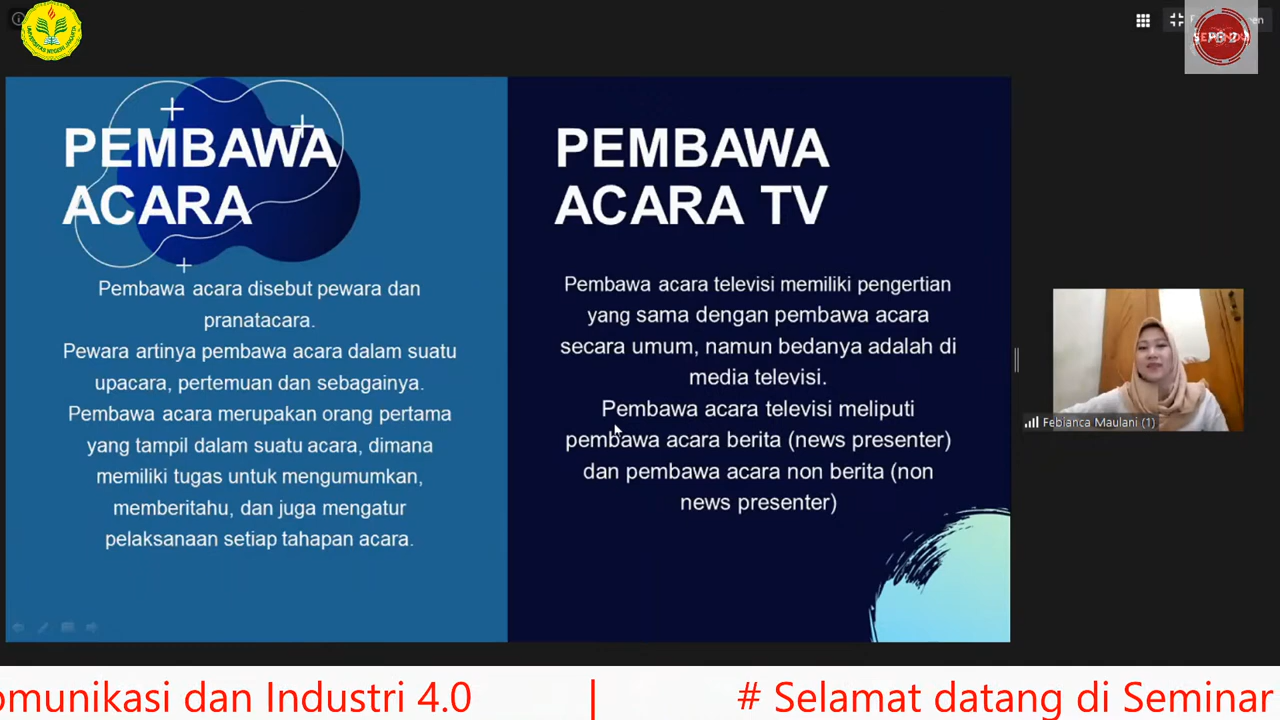 UNIVERSITAS NEGERI JAKARTA
PEMBAWA
ACARA
Pembawa acara disebut pewara dan
pranatacara.
Pewara artinya pembawa acara dalam suatu
upacara, pertemuan dan sebagainya.
Pembawa acara merupakan orang pertama
yang tampil dalam suatu acara, dimana
memiliki tugas untuk mengumumkan,
memberitahu, dan juga mengatur
pelaksanaan setiap tahapan acara.
PEMBAWA
ACARA TV
Pembawa acara televisi memiliki pengertian
yang sama dengan pembawa acara
secara umum, namun bedanya adalah di
media televisi.
Pembawa acara televisi meliputi
pembawa acara berita (news presenter)
dan pembawa acara non berita (non
news presenter)
Febianca Maulani (1)
omunikasi dan Industri 4.0 | # Selamat datang di Seminar